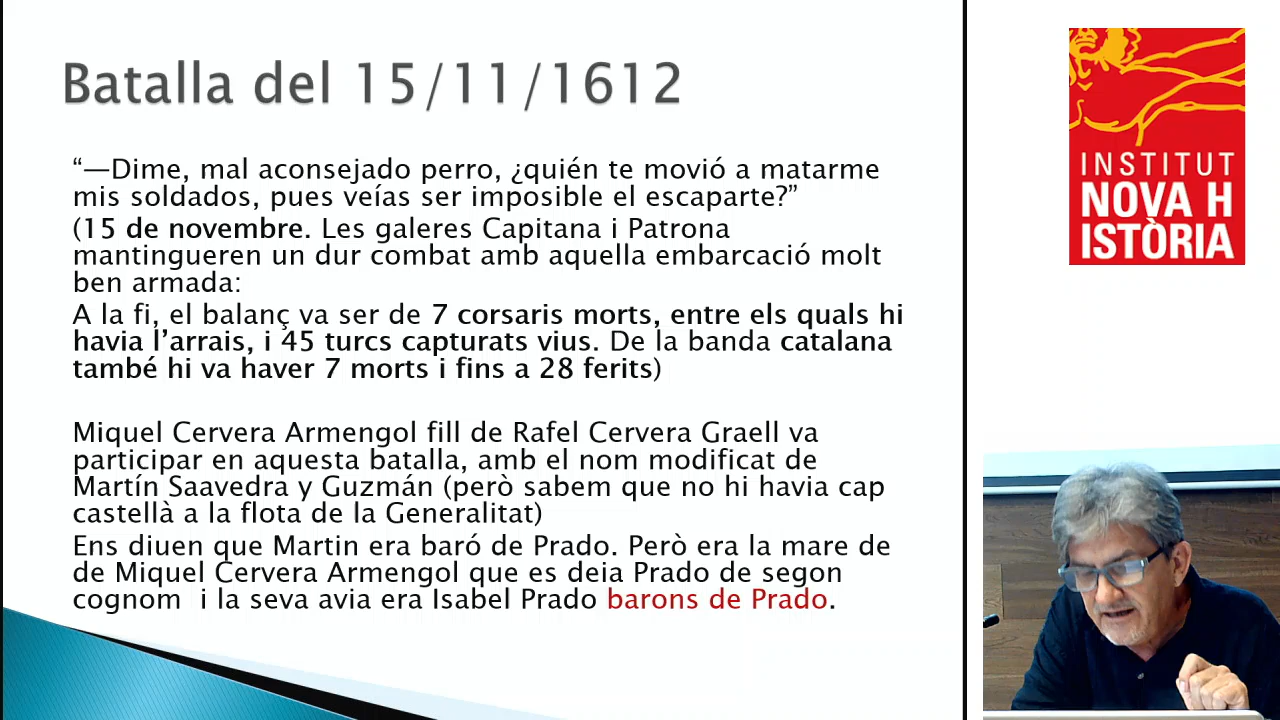 Batalla del 15/11/1612
“—Dime, mal aconsejado perro, ¿quién te movió a matarme
mis soldados, pues veías ser imposible el escaparte?”
(15 de novembre. Les galeres Capitana i Patrona
mantingueren un dur combat amb aquella embarcació molt
ben armada:
A la fi, el balanç va ser de 7 corsaris morts, entre els quals hi
havia l’arrais, i 45 turcs capturats vius. De la banda catalana
també hi va haver 7 morts i fins a 28 ferits)
Miquel Cervera Armengol fill de Rafel Cervera Graell va
participar en aquesta batalla, amb el nom modificat de
Martín Saavedra y Guzmán (però sabem que no hi havia cap
castellà a la flota de la Generalitat)
Ens diuen que Martin era baró de Prado. Però era la mare de
de Miquel Cervera Armengol que es deia Prado de segon
cognom i la seva avia era Isabel Prado barons de Prado.
INSTITUT
NOVA H
ISTÒRIA